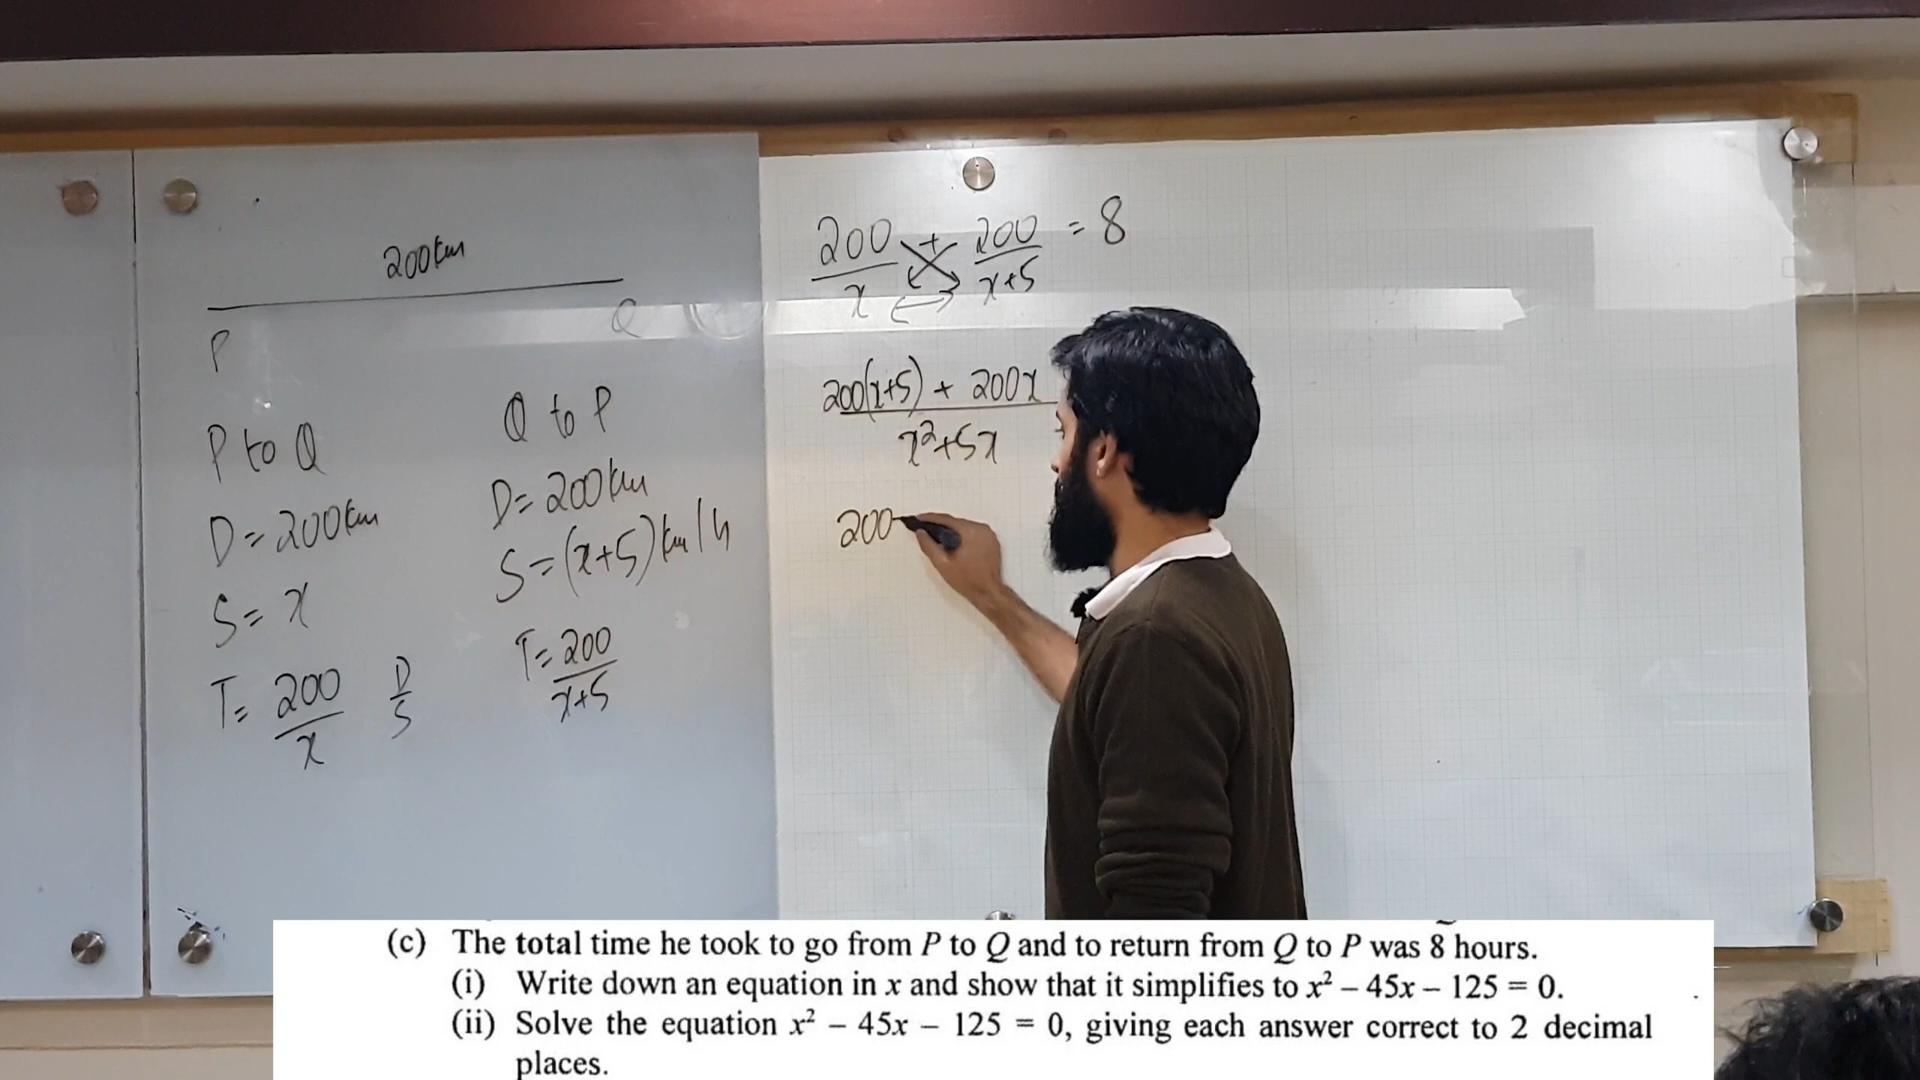 200km
P Q
P to Q
D = 200km
S = x
T = 200/x D/S
Q to P
D = 200km
S = (x+5) km/h
T = 200/x+5
200/x + 200/x+5 = 8
200(x+5) + 200x
x²+5x
200
(c) The total time he took to go from P to Q and to return from Q to P was 8 hours.
(i) Write down an equation in x and show that it simplifies to x² – 45x – 125 = 0.
(ii) Solve the equation x² – 45x – 125 = 0, giving each answer correct to 2 decimal
places.